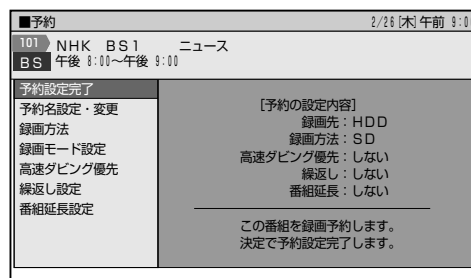 ■予約 2/26[木]午前 9:0
101 NHK BS1 ニュース
BS 午後 8:00〜午後 9:00
予約設定完了
予約名設定・変更
録画方法
録画モード設定
高速ダビング優先
繰返し設定
番組延長設定
[予約の設定内容]
録画先：HDD
録画方法：SD
高速ダビング優先：しない
繰返し：しない
番組延長：しない
この番組を録画予約します。
決定で予約設定完了します。